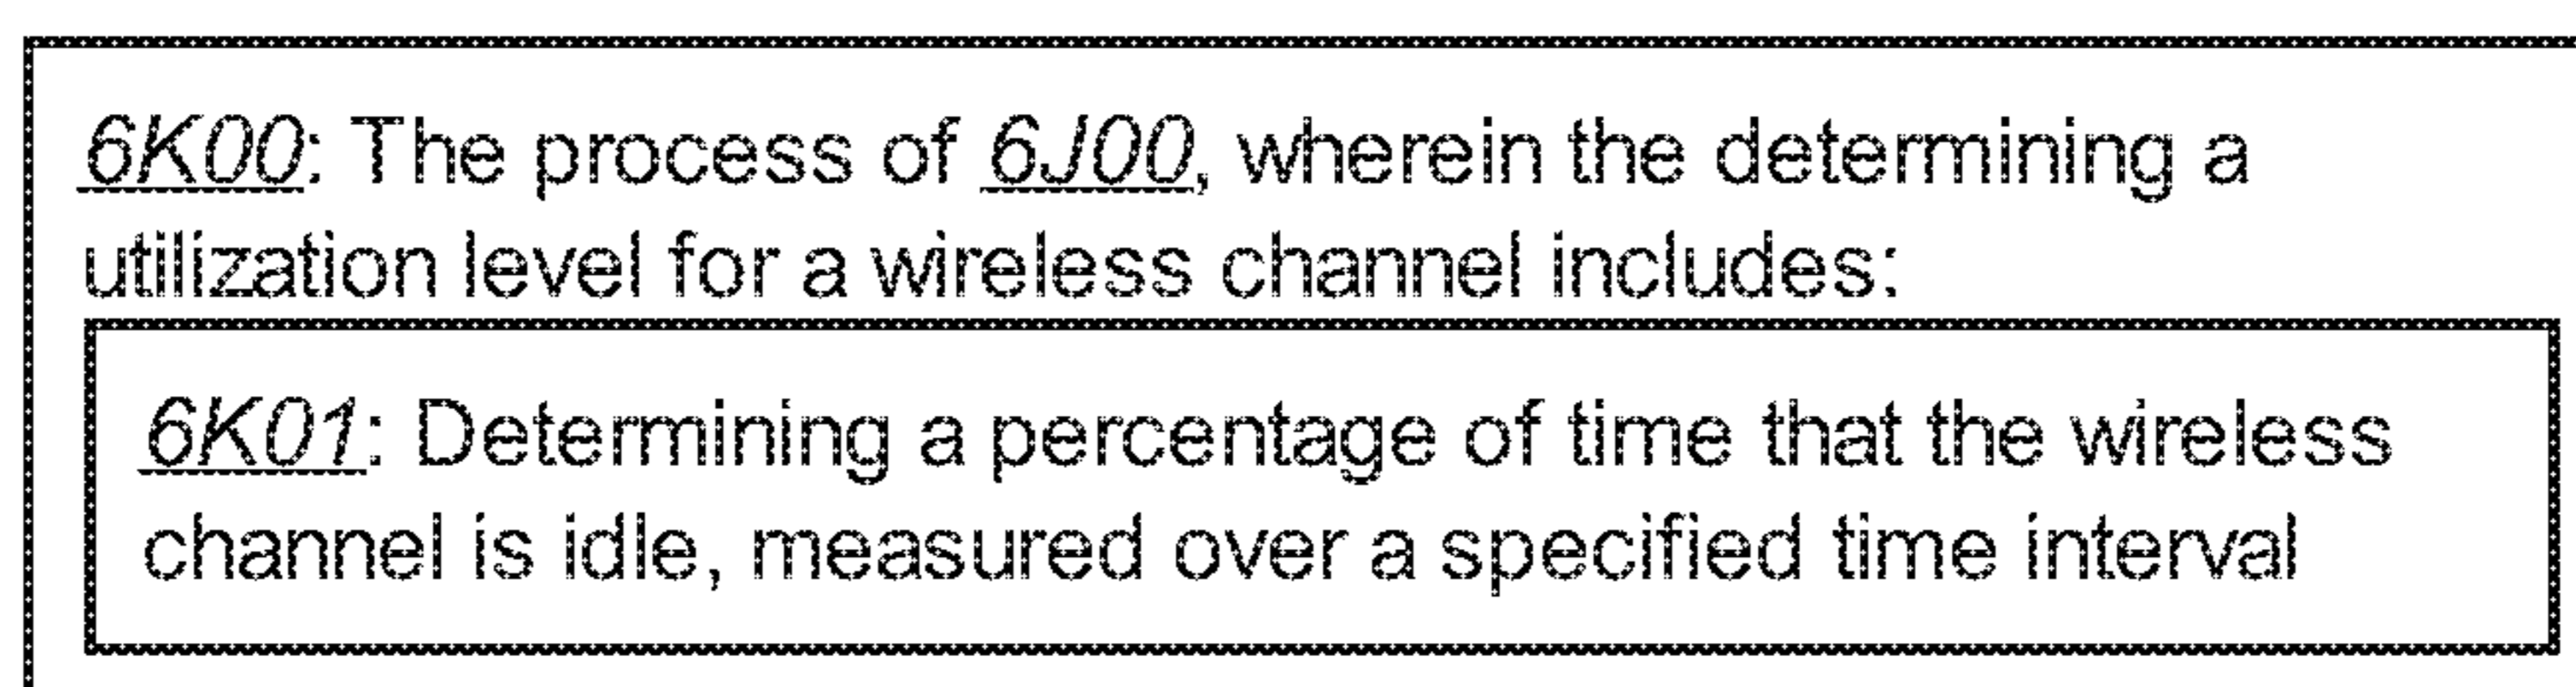 6K00: The process of 6J00, wherein the determining a
utilization level for a wireless channel includes:
6K01: Determining a percentage of time that the wireless
channel is idle, measured over a specified time interval